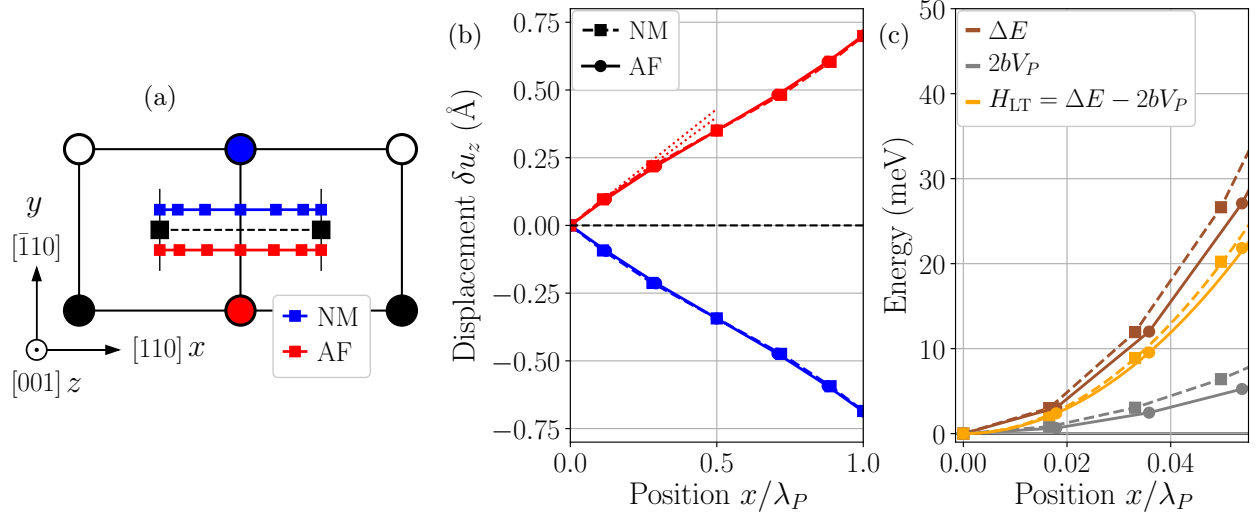 (a)
y
[1̄10]
[110] x
[001] z
NM
AF
(b)
Displacement δu_z (Å)
0.75
0.50
0.25
0.00
−0.25
−0.50
−0.75
NM
AF
0.0
0.5
1.0
Position x/λ_P
(c)
Energy (meV)
50
40
30
20
10
0
ΔE
2bV_P
H_LT = ΔE − 2bV_P
0.00
0.02
0.04
Position x/λ_P